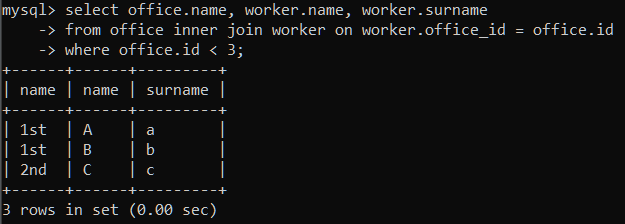 mysql> select office.name, worker.name, worker.surname
    -> from office inner join worker on worker.office_id = office.id
    -> where office.id < 3;
+------+------+---------+
| name | name | surname |
+------+------+---------+
| 1st  | A    | a       |
| 1st  | B    | b       |
| 2nd  | C    | c       |
+------+------+---------+
3 rows in set (0.00 sec)